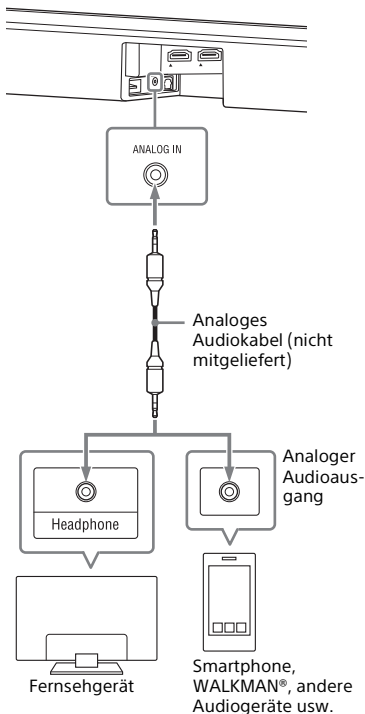 ANALOG IN
Analoges
Audiokabel (nicht
mitgeliefert)
Analoger
Audioaus-
gang
Headphone
Fernsehgerät
Smartphone,
WALKMAN®, andere
Audiogeräte usw.